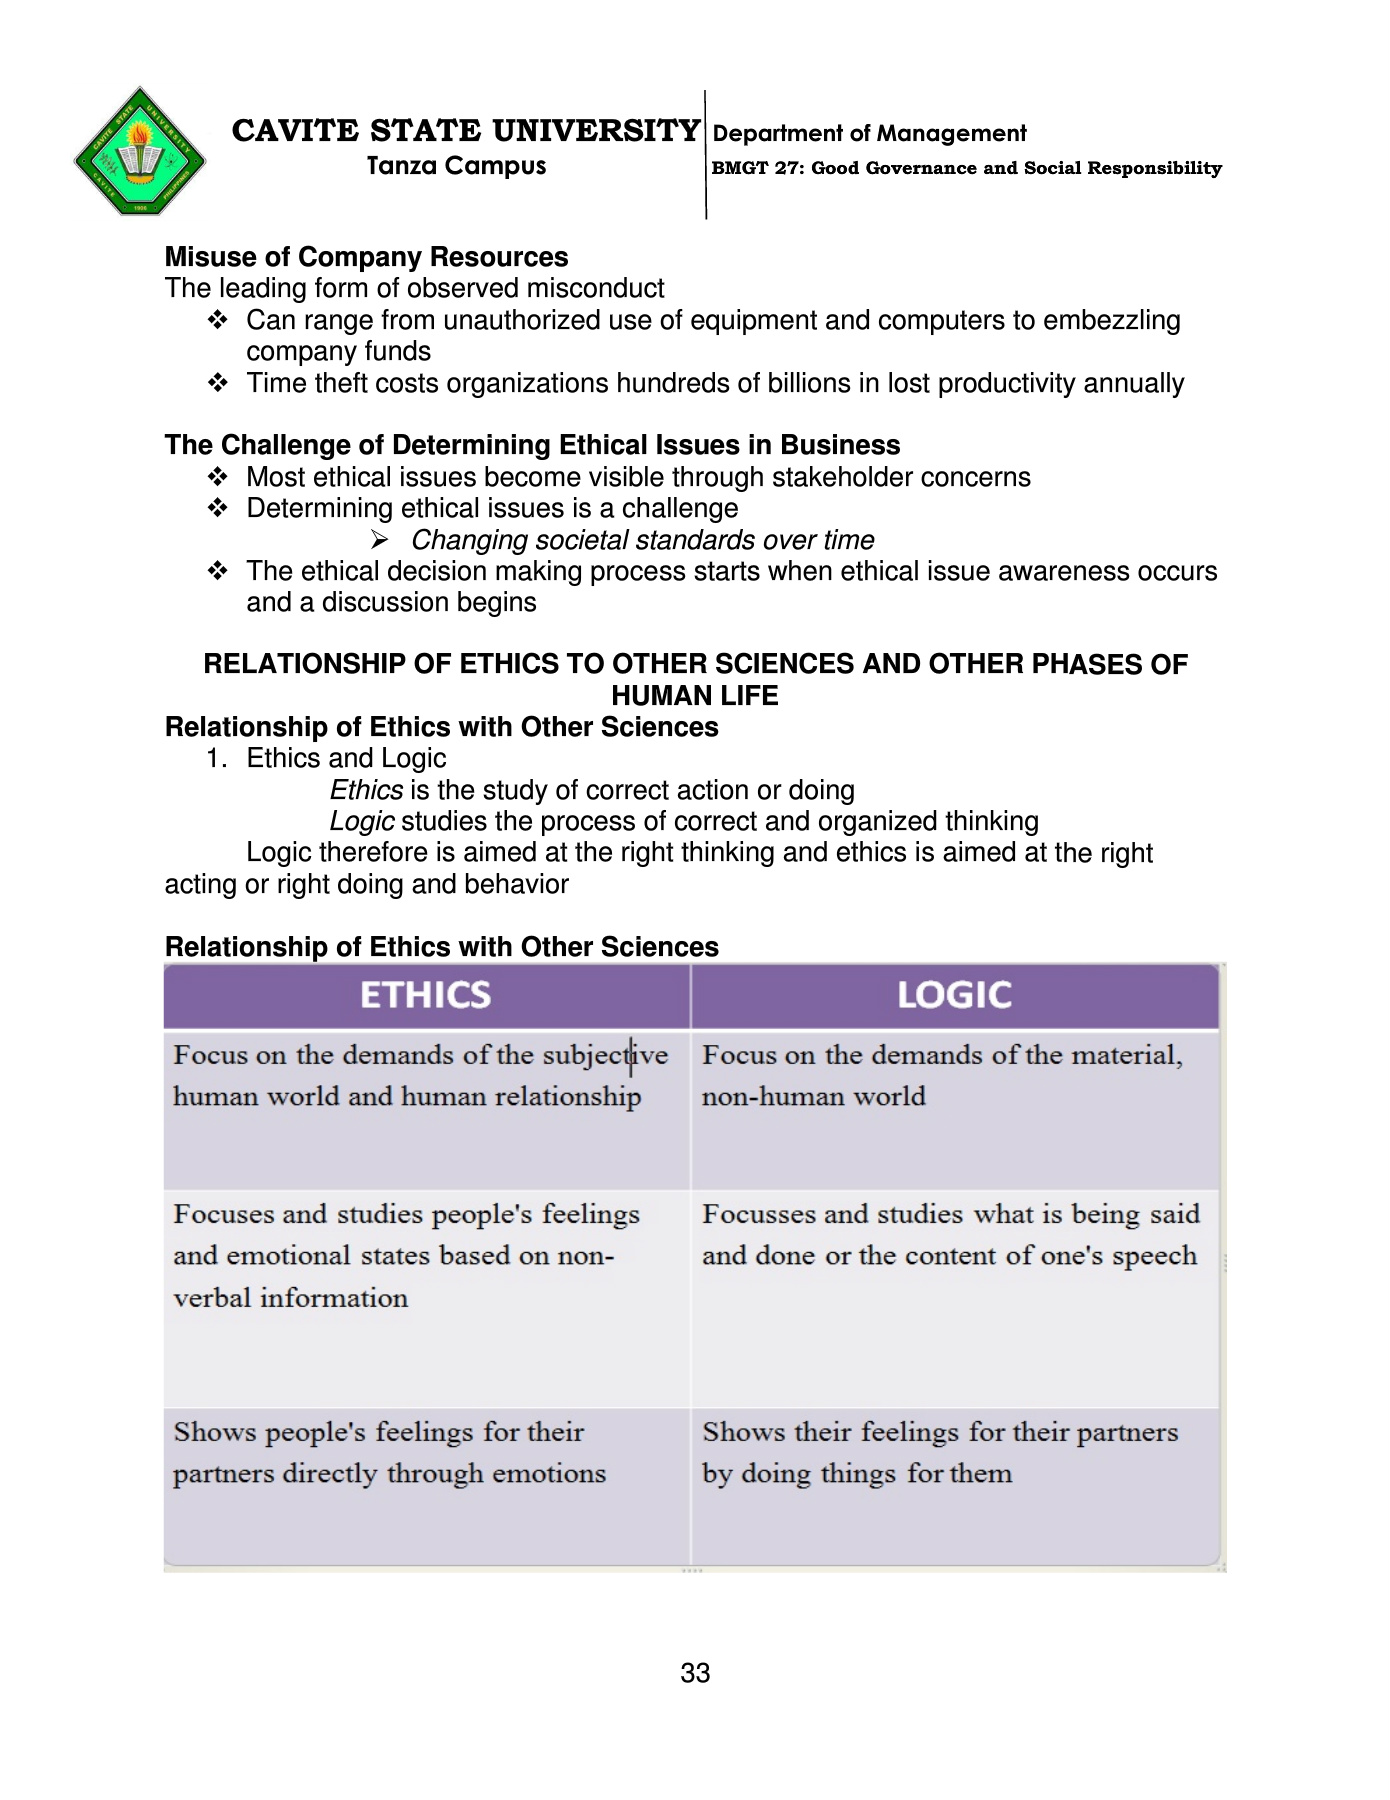 CAVITE STATE UNIVERSITY
Tanza Campus
Department of Management
BMGT 27: Good Governance and Social Responsibility
CAVITE STATE UNIVERSITY
CAVITE
PHILIPPINES
1906
Misuse of Company Resources
The leading form of observed misconduct
❖ Can range from unauthorized use of equipment and computers to embezzling
company funds
❖ Time theft costs organizations hundreds of billions in lost productivity annually
The Challenge of Determining Ethical Issues in Business
❖ Most ethical issues become visible through stakeholder concerns
❖ Determining ethical issues is a challenge
➢ Changing societal standards over time
❖ The ethical decision making process starts when ethical issue awareness occurs
and a discussion begins
RELATIONSHIP OF ETHICS TO OTHER SCIENCES AND OTHER PHASES OF
HUMAN LIFE
Relationship of Ethics with Other Sciences
1. Ethics and Logic
Ethics is the study of correct action or doing
Logic studies the process of correct and organized thinking
Logic therefore is aimed at the right thinking and ethics is aimed at the right
acting or right doing and behavior
Relationship of Ethics with Other Sciences
ETHICS
LOGIC
Focus on the demands of the subjective
human world and human relationship
Focus on the demands of the material,
non-human world
Focuses and studies people's feelings
and emotional states based on non-
verbal information
Focusses and studies what is being said
and done or the content of one's speech
Shows people's feelings for their
partners directly through emotions
Shows their feelings for their partners
by doing things for them
33